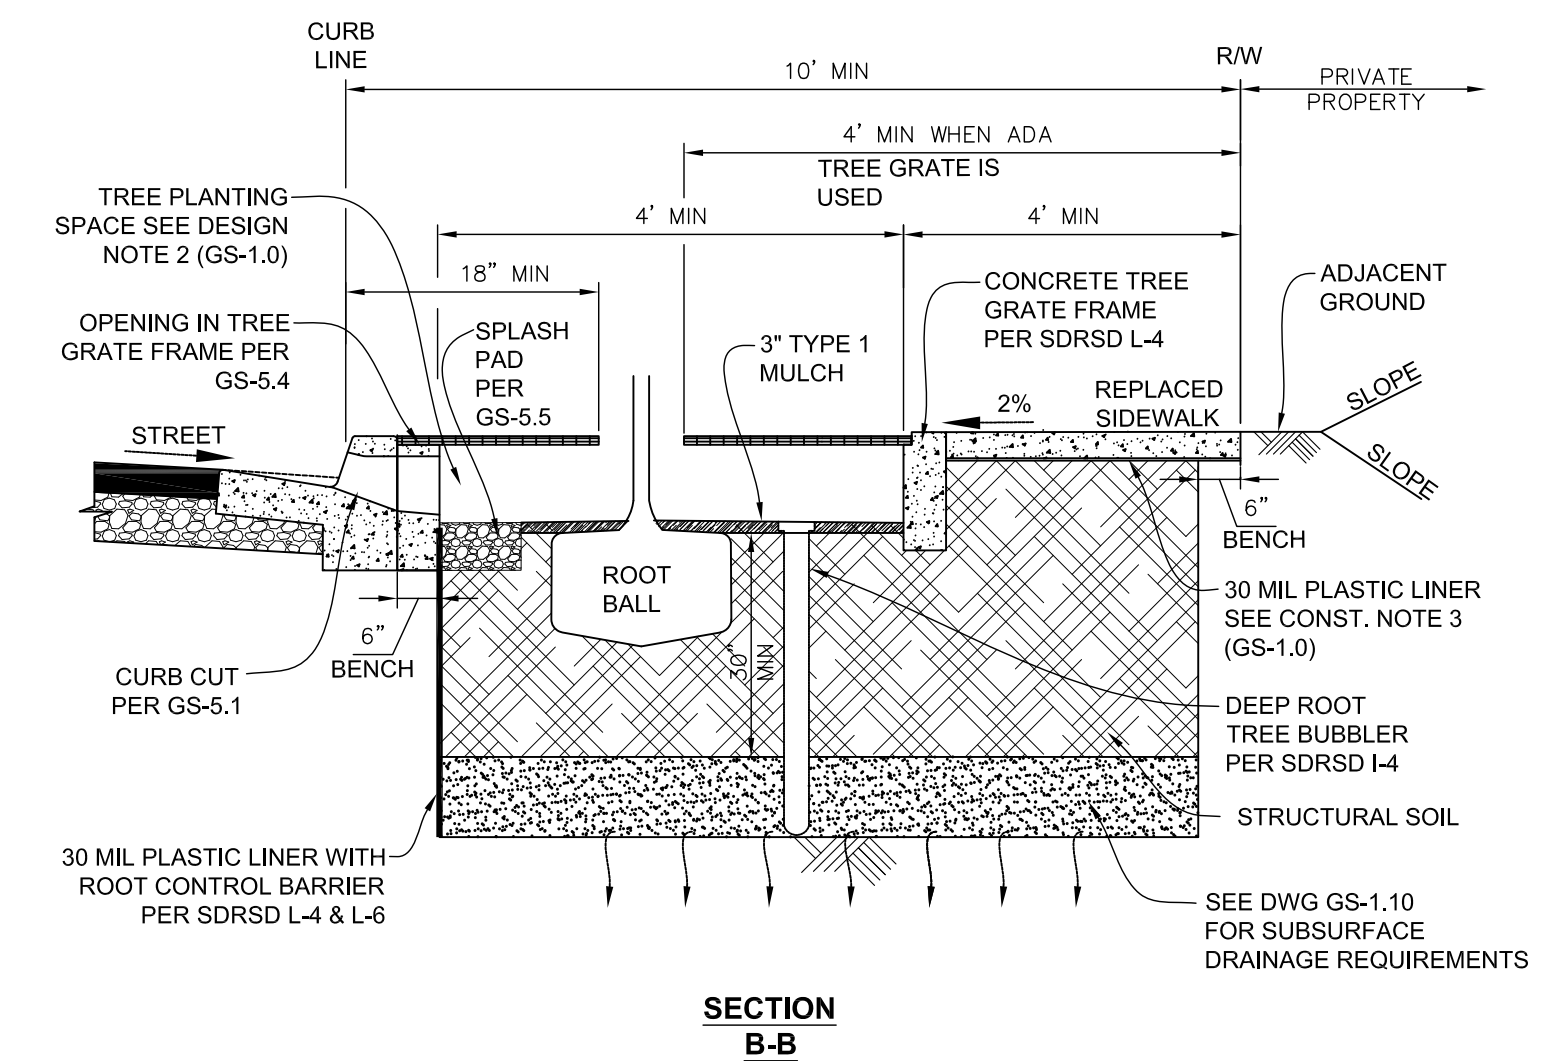 CURB
LINE
10' MIN
R/W
PRIVATE
PROPERTY
4' MIN WHEN ADA
TREE GRATE IS
USED
TREE PLANTING
SPACE SEE DESIGN
NOTE 2 (GS-1.0)
4' MIN
4' MIN
18" MIN
CONCRETE TREE
GRATE FRAME
PER SDRSD L-4
ADJACENT
GROUND
OPENING IN TREE
GRATE FRAME PER
GS-5.4
SPLASH
PAD
PER
GS-5.5
3" TYPE 1
MULCH
2%
REPLACED
SIDEWALK
SLOPE
SLOPE
STREET
6"
BENCH
ROOT
BALL
30"
MIN
6"
BENCH
CURB CUT
PER GS-5.1
30 MIL PLASTIC LINER
SEE CONST. NOTE 3
(GS-1.0)
DEEP ROOT
TREE BUBBLER
PER SDRSD I-4
STRUCTURAL SOIL
30 MIL PLASTIC LINER WITH
ROOT CONTROL BARRIER
PER SDRSD L-4 & L-6
SEE DWG GS-1.10
FOR SUBSURFACE
DRAINAGE REQUIREMENTS
SECTION
B-B